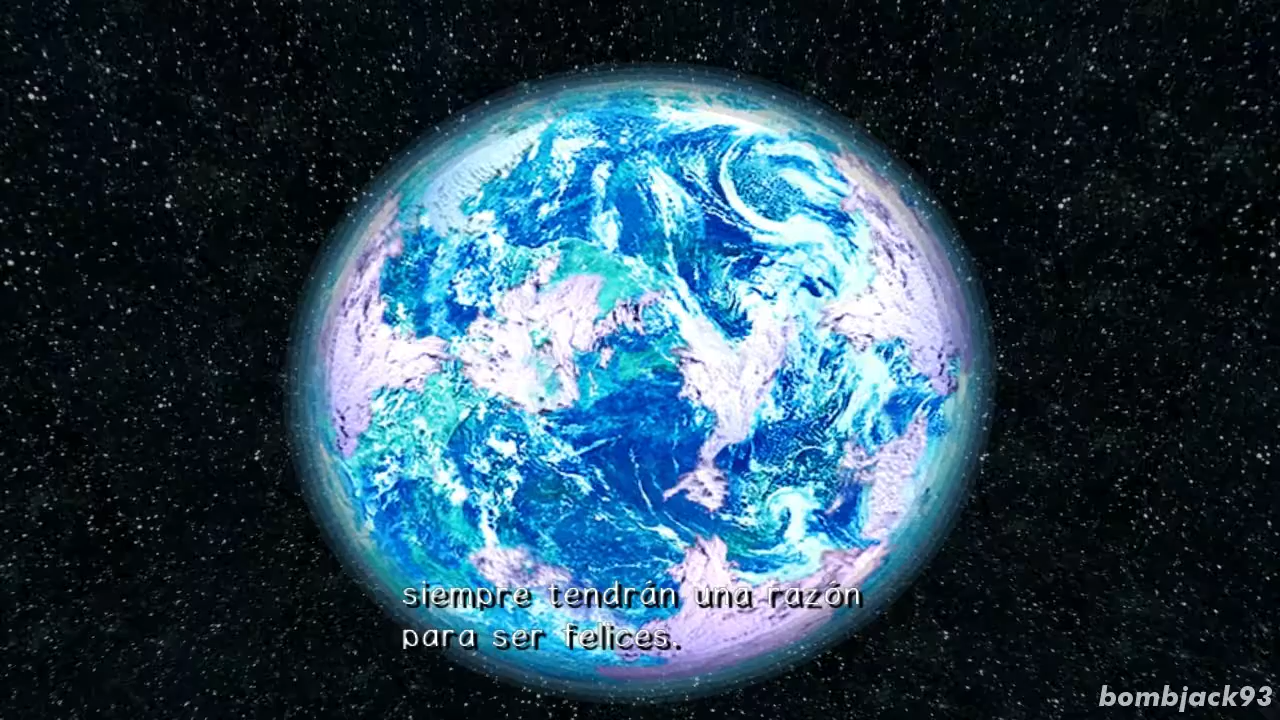 siempre tendrán una razón
para ser felices.
bombjack93